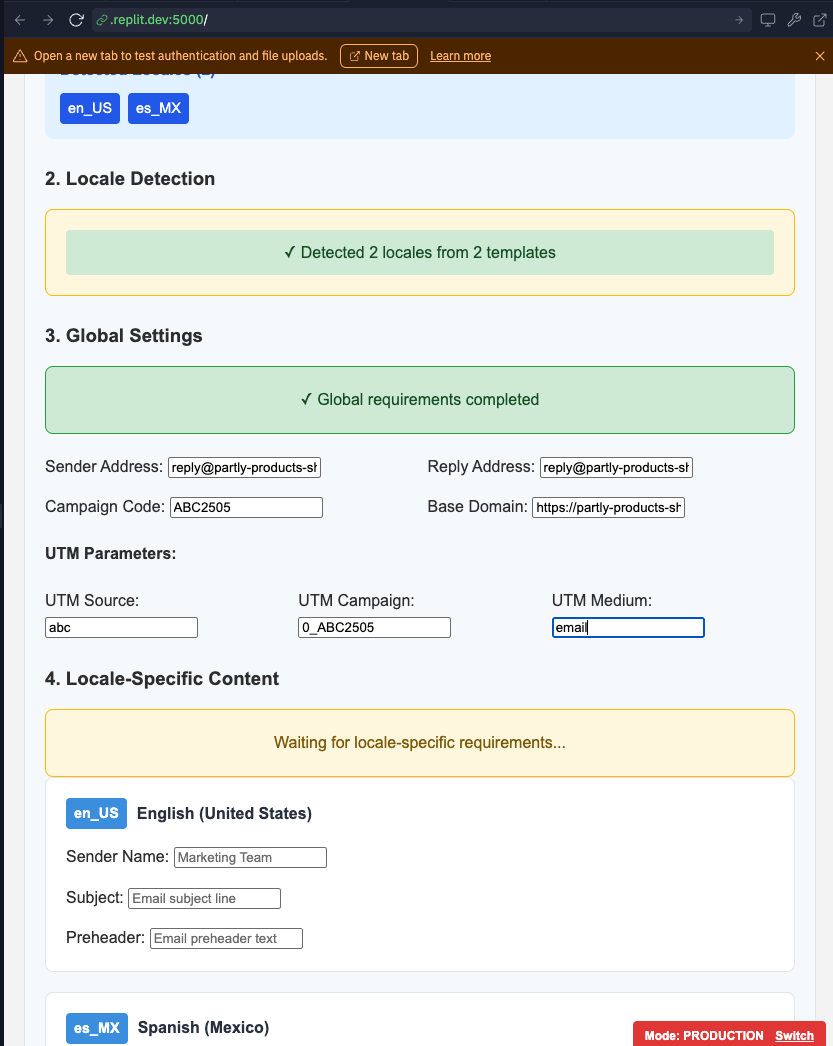 .replit.dev:5000/
Open a new tab to test authentication and file uploads. New tab Learn more
en_US es_MX
2. Locale Detection
✓ Detected 2 locales from 2 templates
3. Global Settings
✓ Global requirements completed
Sender Address: reply@partly-products-sh Reply Address: reply@partly-products-sh
Campaign Code: ABC2505 Base Domain: https://partly-products-sh
UTM Parameters:
UTM Source: UTM Campaign: UTM Medium:
abc 0_ABC2505 email
4. Locale-Specific Content
Waiting for locale-specific requirements...
en_US English (United States)
Sender Name: Marketing Team
Subject: Email subject line
Preheader: Email preheader text
es_MX Spanish (Mexico)
Mode: PRODUCTION Switch